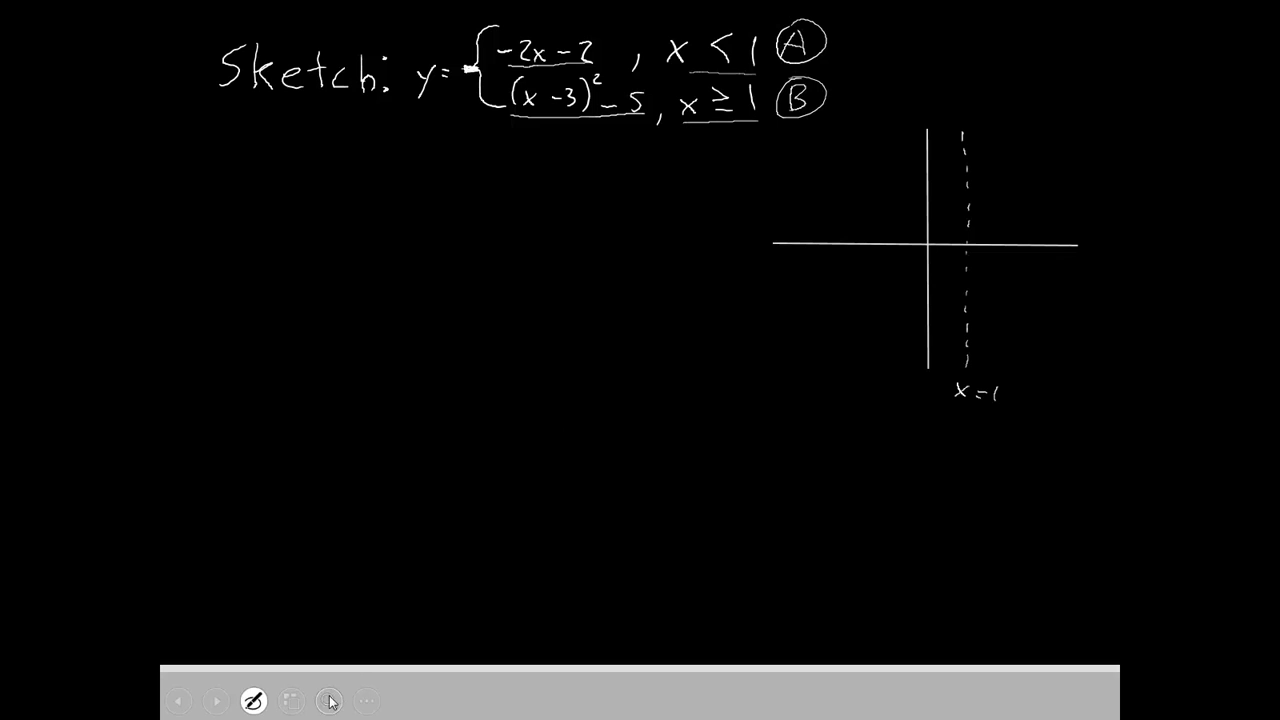 Sketch: y = { -2x - 2 , x < 1 A
(x - 3)² - 5 , x ≥ 1 B
x = 1